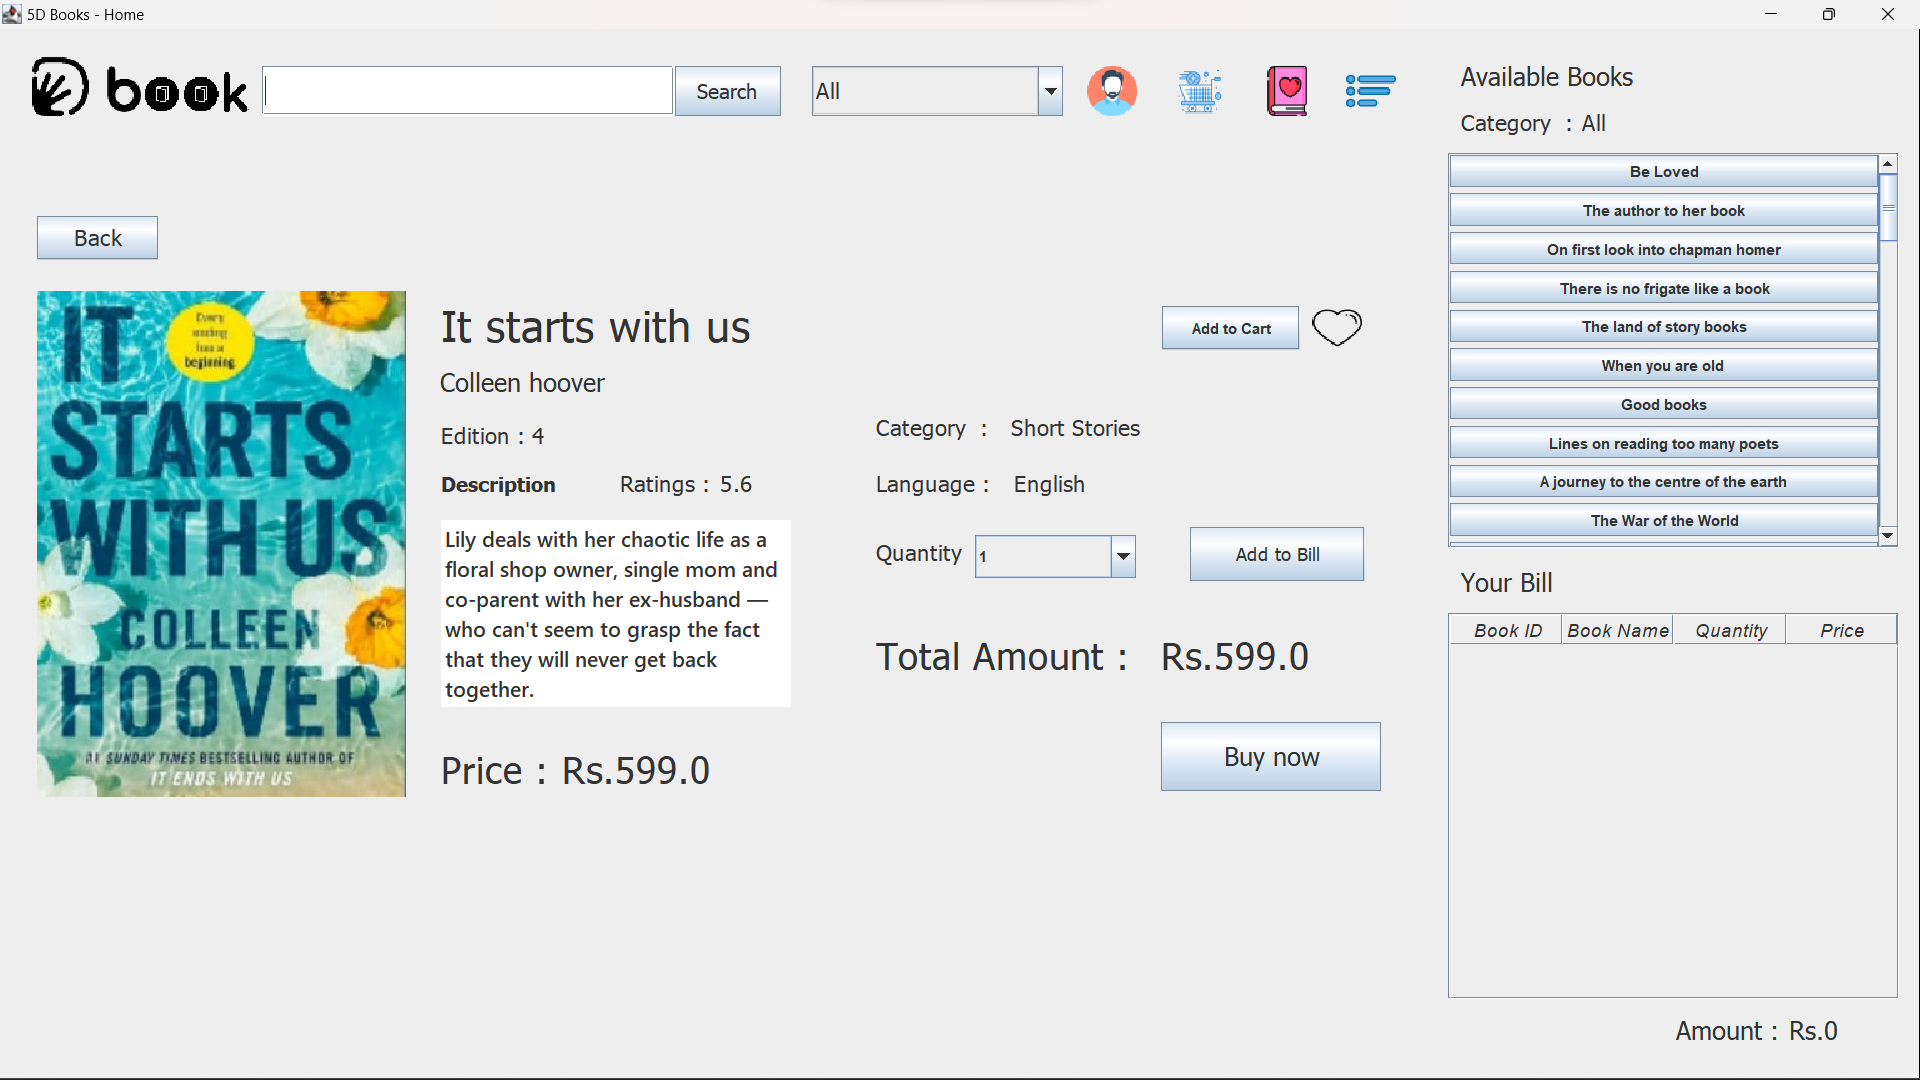 5D Books - Home
book
Search
All
Available Books
Category : All
Be Loved
The author to her book
On first look into chapman homer
There is no frigate like a book
The land of story books
When you are old
Good books
Lines on reading too many poets
A journey to the centre of the earth
The War of the World
Back
IT
STARTS
WITH US
Every
ending
from a
beginning
COLLEEN
HOOVER
#1 SUNDAY TIMES BESTSELLING AUTHOR OF
IT ENDS WITH US
It starts with us
Colleen hoover
Edition : 4
Description
Ratings : 5.6
Lily deals with her chaotic life as a
floral shop owner, single mom and
co-parent with her ex-husband —
who can't seem to grasp the fact
that they will never get back
together.
Price : Rs.599.0
Add to Cart
Category : Short Stories
Language : English
Quantity 1
Add to Bill
Total Amount : Rs.599.0
Buy now
Your Bill
Book ID Book Name Quantity Price
Amount : Rs.0